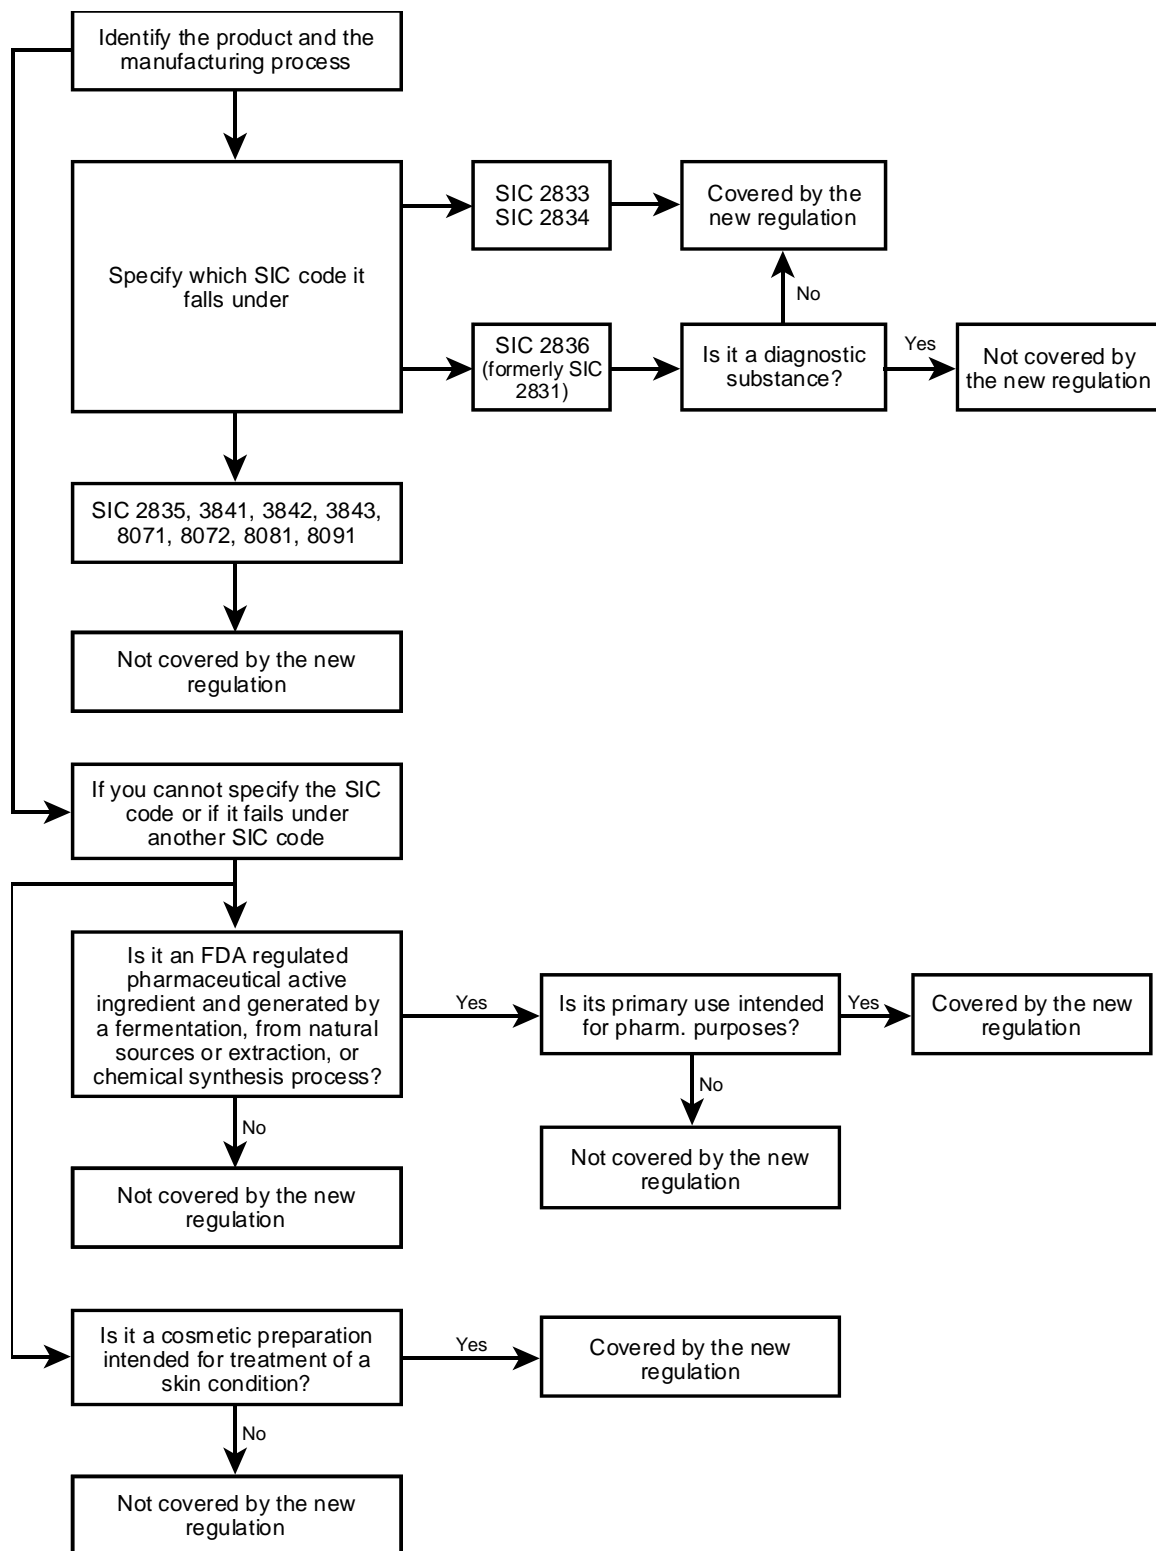 Identify the product and the
manufacturing process
Specify which SIC code it
falls under
SIC 2833
SIC 2834
Covered by the
new regulation
No
SIC 2836
(formerly SIC
2831)
Is it a diagnostic
substance?
Yes
Not covered by
the new regulation
SIC 2835, 3841, 3842, 3843,
8071, 8072, 8081, 8091
Not covered by the new
regulation
If you cannot specify the SIC
code or if it fails under
another SIC code
Is it an FDA regulated
pharmaceutical active
ingredient and generated by
a fermentation, from natural
sources or extraction, or
chemical synthesis process?
Yes
Is its primary use intended
for pharm. purposes?
Yes
Covered by the new
regulation
No
Not covered by the new
regulation
No
Not covered by the new
regulation
Is it a cosmetic preparation
intended for treatment of a
skin condition?
Yes
Covered by the new
regulation
No
Not covered by the new
regulation